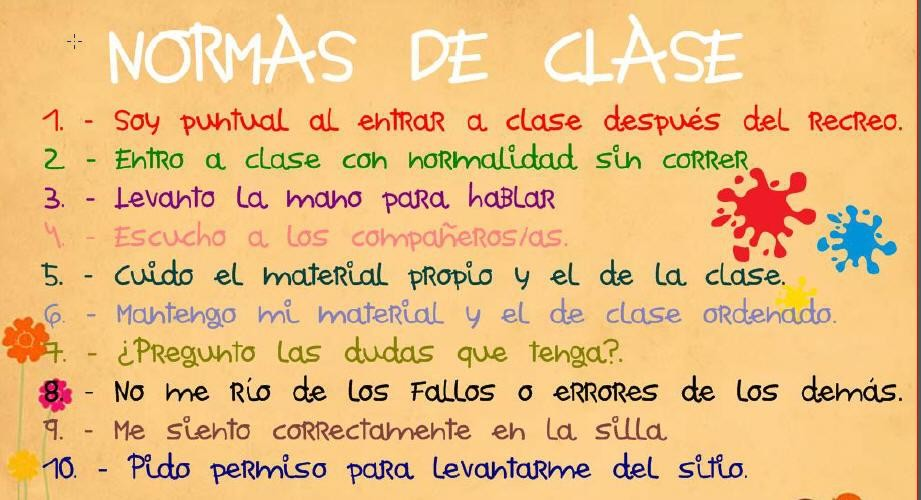 NORMAS DE CLASE
1. - Soy puntual al entrar a clase después del recreo.
2 - Entro a clase con normalidad sin correr
3. - Levanto la mano para hablar
4. - Escucho a los compañeros/as.
5. - Cuido el material propio y el de la clase.
6. - Mantengo mi material y el de clase ordenado.
7. - ¿Pregunto las dudas que tenga?.
8. - No me río de los fallos o errores de los demás.
9. - Me siento correctamente en la silla
10. - Pido permiso para levantarme del sitio.